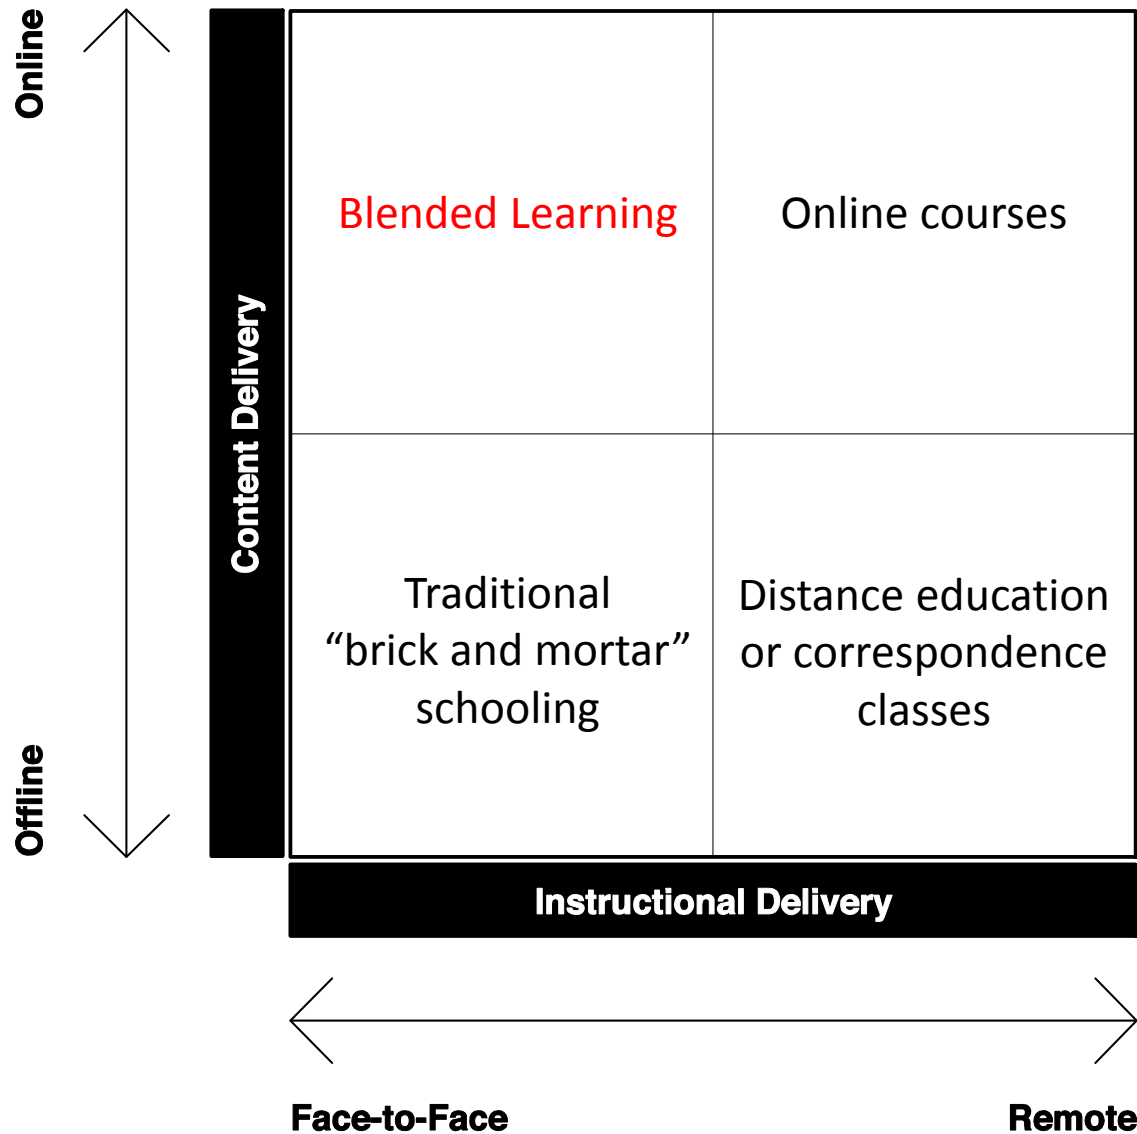 Online
Blended Learning
Online courses
Content Delivery
Traditional
“brick and mortar”
schooling
Distance education
or correspondence
classes
Offline
Instructional Delivery
Face-to-Face
Remote